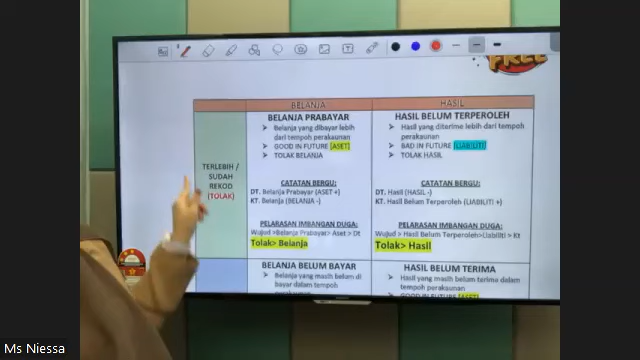 FREE
BELANJA
HASIL
TERLEBIH /
SUDAH
REKOD
(TOLAK)
BELANJA PRABAYAR
➤ Belanja yang dibayar lebih
dari tempoh perakaunan
➤ GOOD IN FUTURE (ASET)
➤ TOLAK BELANJA
CATATAN BERGU:
DT. Belanja Prabayar (ASET +)
KT. Belanja (BELANJA -)
PELARASAN IMBANGAN DUGA:
Wujud >Belanja Prabayar> Aset > Dt
Tolak> Belanja
HASIL BELUM TERPEROLEH
➤ Hasil yang diterima lebih dari tempoh
perakaunan
➤ BAD IN FUTURE (LIABILITI)
➤ TOLAK HASIL
CATATAN BERGU:
DT. Hasil (HASIL -)
KT. Hasil Belum Terperoleh (LIABILITI +)
PELARASAN IMBANGAN DUGA:
Wujud > Hasil Belum Terperoleh>Liabiliti > Kt
Tolak> Hasil
BELANJA BELUM BAYAR
➤ Belanja yang masih belum di
bayar dalam tempoh
perakaunan
HASIL BELUM TERIMA
➤ Hasil yang masih belum terima dalam
tempoh perakaunan
➤ GOOD IN FUTURE (ASET)
Ms Niessa